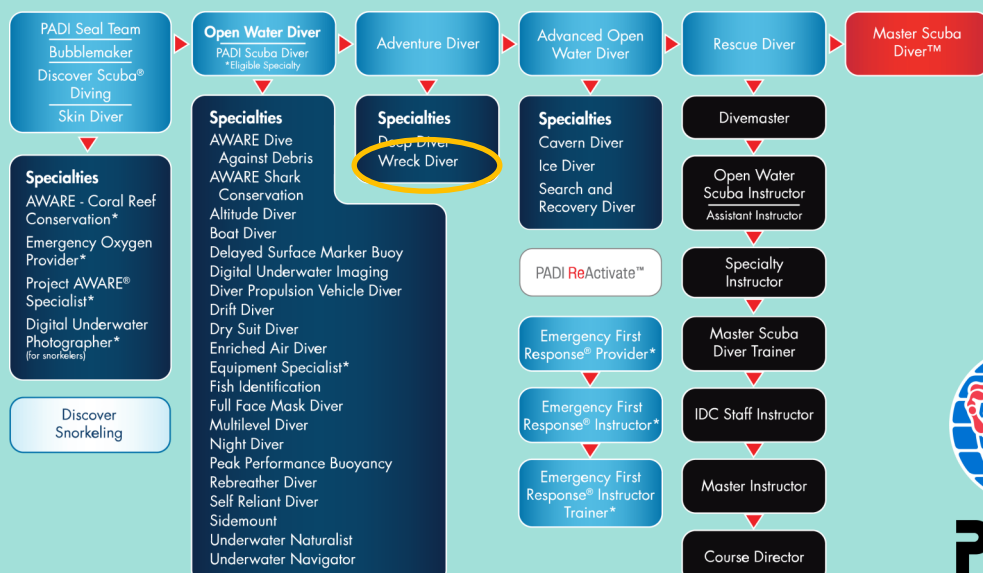 PADI Seal Team
Bubblemaker
Discover Scuba®
Diving
Skin Diver
Open Water Diver
PADI Scuba Diver
*Eligible Specialty
Adventure Diver
Advanced Open
Water Diver
Rescue Diver
Master Scuba
Diver™
Specialties
AWARE - Coral Reef
Conservation*
Emergency Oxygen
Provider*
Project AWARE®
Specialist*
Digital Underwater
Photographer*
(for snorkelers)
Discover
Snorkeling
Specialties
AWARE Dive
Against Debris
AWARE Shark
Conservation
Altitude Diver
Boat Diver
Delayed Surface Marker Buoy
Digital Underwater Imaging
Diver Propulsion Vehicle Diver
Drift Diver
Dry Suit Diver
Enriched Air Diver
Equipment Specialist*
Fish Identification
Full Face Mask Diver
Multilevel Diver
Night Diver
Peak Performance Buoyancy
Rebreather Diver
Self Reliant Diver
Sidemount
Underwater Naturalist
Underwater Navigator
Specialties
Deep Diver
Wreck Diver
Specialties
Cavern Diver
Ice Diver
Search and
Recovery Diver
PADI ReActivate™
Emergency First
Response® Provider*
Emergency First
Response® Instructor*
Emergency First
Response® Instructor
Trainer*
Divemaster
Open Water
Scuba Instructor
Assistant Instructor
Specialty
Instructor
Master Scuba
Diver Trainer
IDC Staff Instructor
Master Instructor
Course Director
P